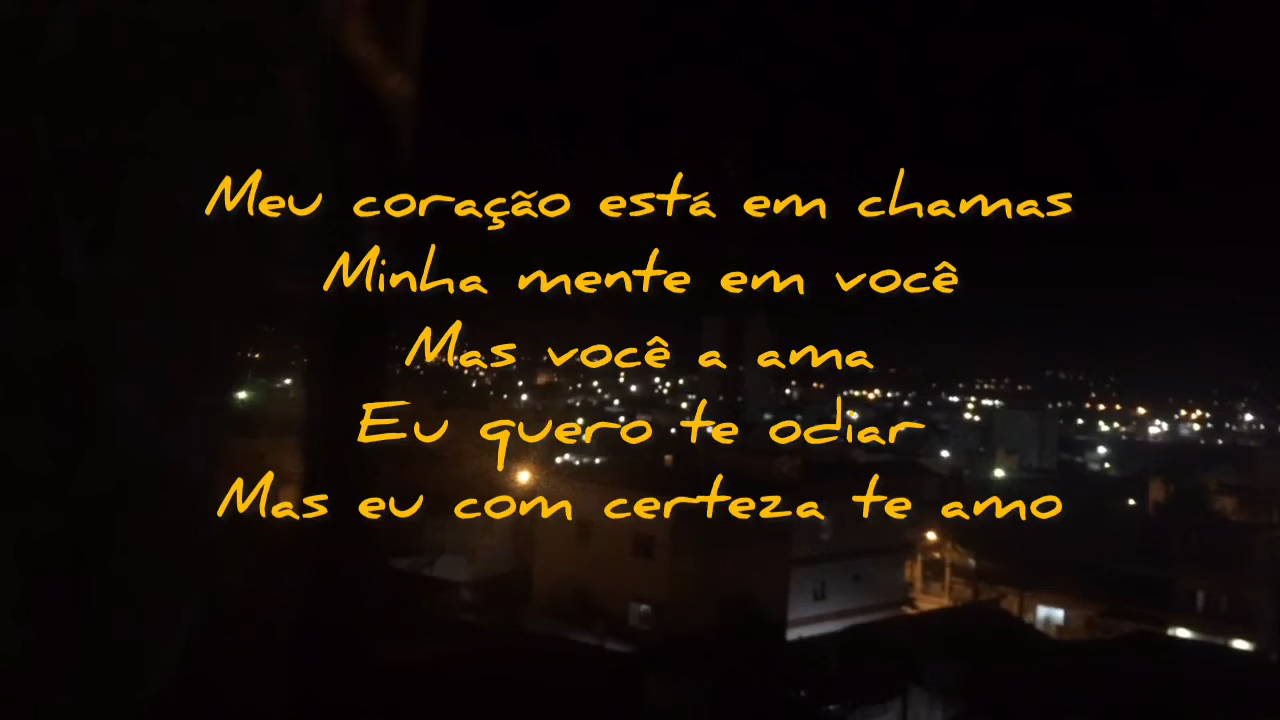 Meu coração está em chamas
Minha mente em você
Mas você a ama
Eu quero te odiar
Mas eu com certeza te amo